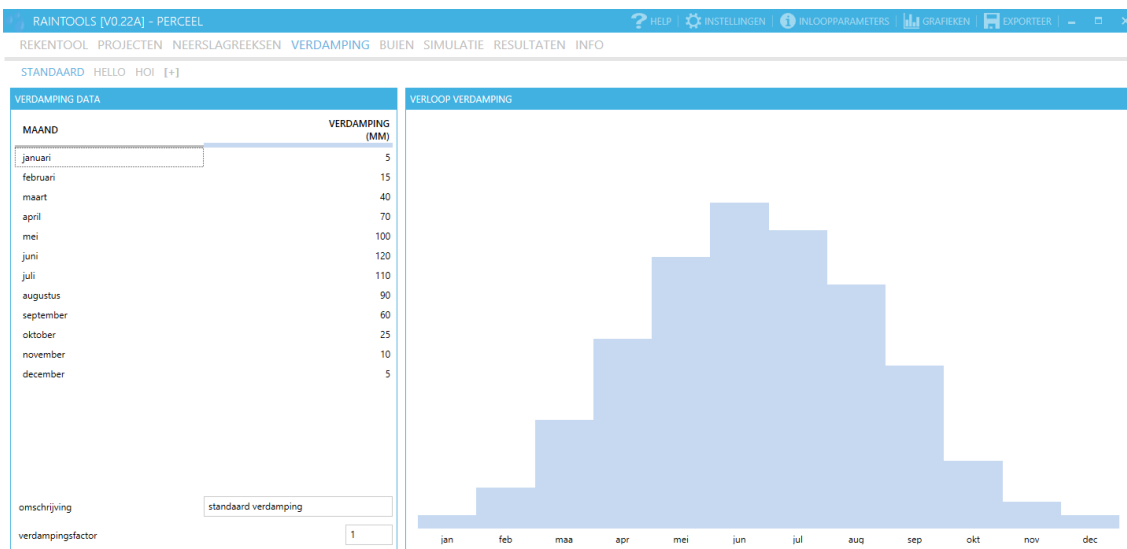 RAINTOOLS [V0.22A] - PERCEEL
HELP | INSTELLINGEN | INLOOPPARAMETERS | GRAFIEKEN | EXPORTEER |
REKENTOOL PROJECTEN NEERSLAGREEKSEN VERDAMPING BUIEN SIMULATIE RESULTATEN INFO
STANDAARD HELLO HOI [+]
VERDAMPING DATA
MAAND VERDAMPING
(MM)
januari 5
februari 15
maart 40
april 70
mei 100
juni 120
juli 110
augustus 90
september 60
oktober 25
november 10
december 5
omschrijving standaard verdamping
verdampingsfactor 1
VERLOOP VERDAMPING
jan feb maa apr mei jun jul aug sep okt nov dec